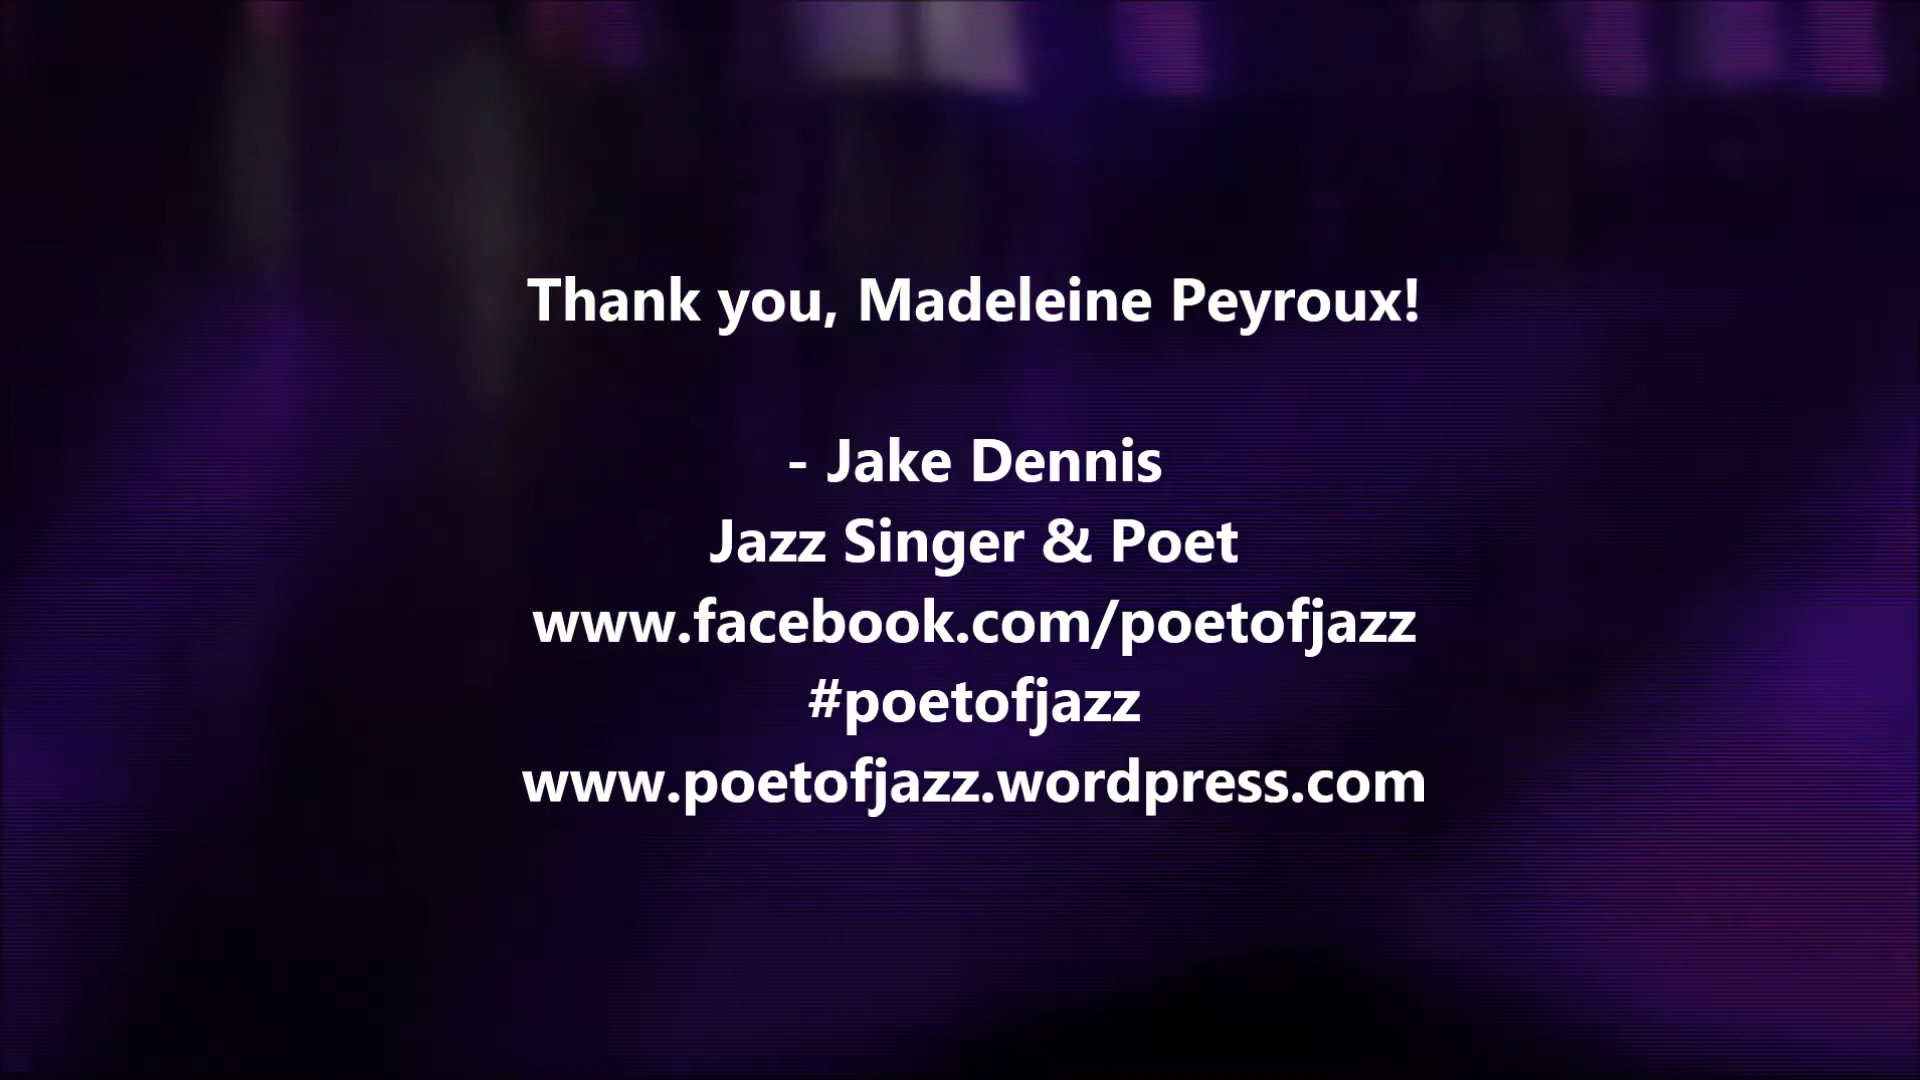 Thank you, Madeleine Peyroux!
- Jake Dennis
Jazz Singer & Poet
www.facebook.com/poetofjazz
#poetofjazz
www.poetofjazz.wordpress.com